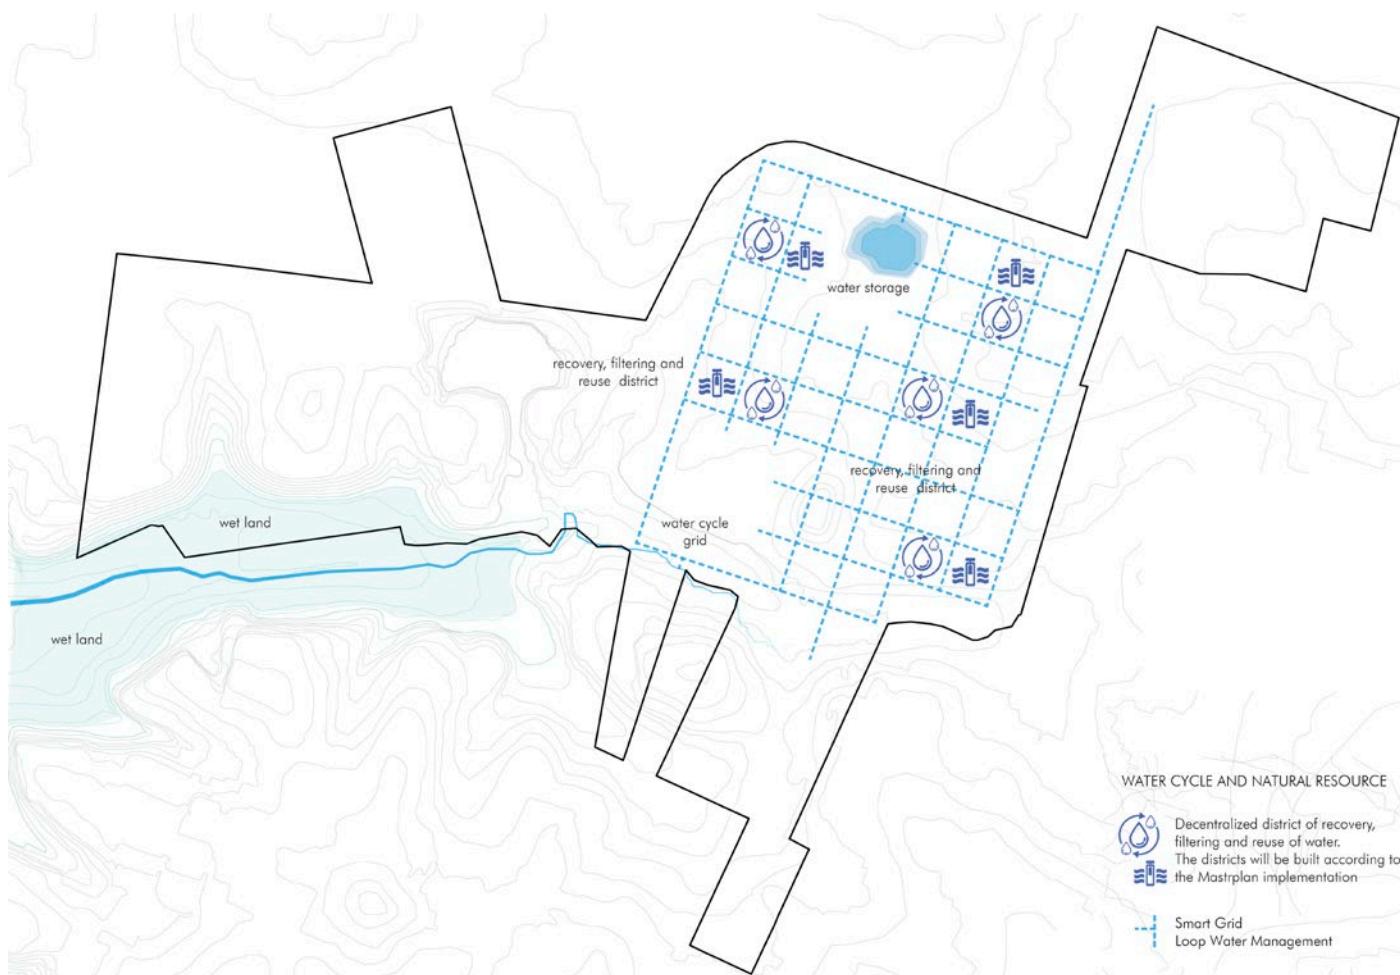 water storage
recovery, filtering and
reuse district
recovery, filtering and
reuse district
water cycle
grid
wet land
wet land
WATER CYCLE AND NATURAL RESOURCE
Decentralized district of recovery,
filtering and reuse of water.
The districts will be built according to
the Mastrplan implementation
Smart Grid
Loop Water Management